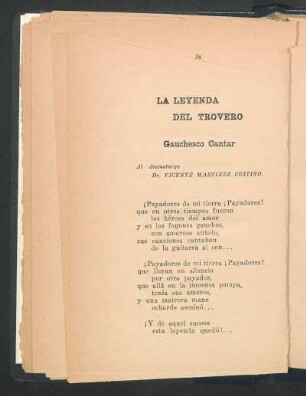 LA LEYENDA
DEL TROVERO
Gauchesco Cantar
Al dramaturgo
Dr. VICENTE MARTINEZ CUITIÑO.
¡Payadores de mi tierra ¡Payadores!
que en otros tiempos fueron
los héroes del amor
y en los fogones gauchos,
con amoroso anhelo,
sus canciones cantaban
de la guitarra al son...
¡Payadores de mi tierra ¡Payadores!
que lloran en silencio
por otro payador,
que allá en la inmensa pampa,
tenía sus amores,
y una matrera mano
cobarde asesinó...
¡Y de aquel suceso
esta leyenda quedó!...